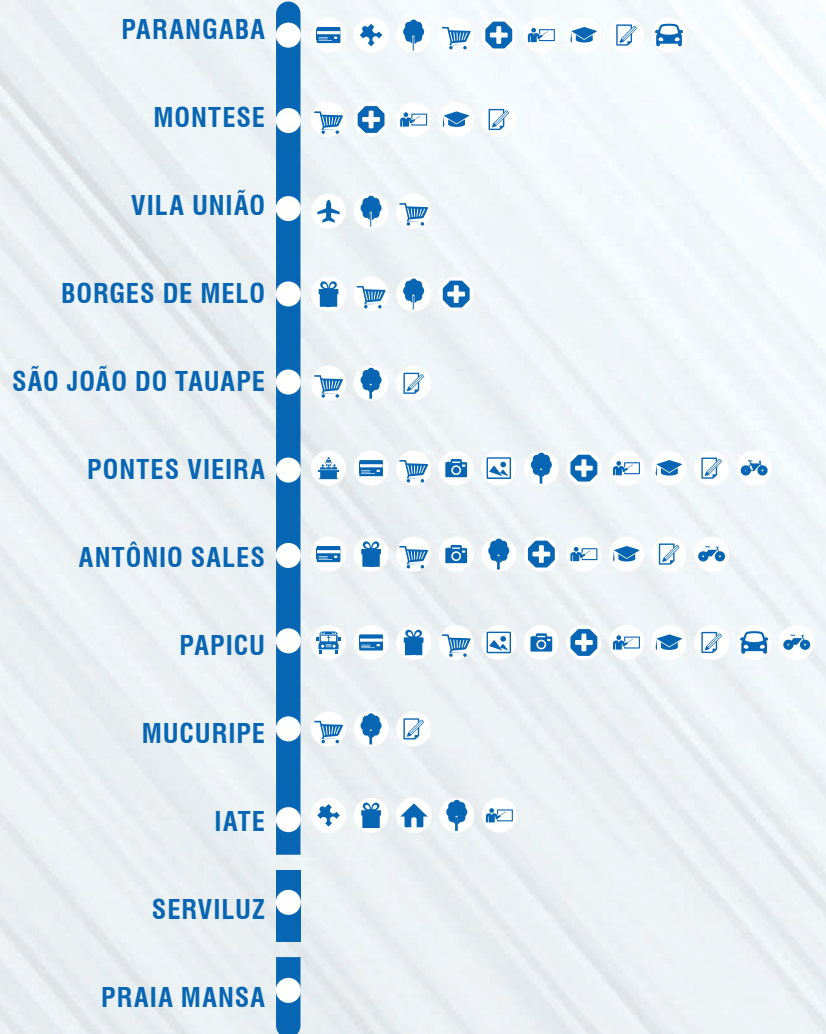 PARANGABA
MONTESE
VILA UNIÃO
BORGES DE MELO
SÃO JOÃO DO TAUAPE
PONTES VIEIRA
ANTÔNIO SALES
PAPICU
MUCURIPE
IATE
SERVILUZ
PRAIA MANSA